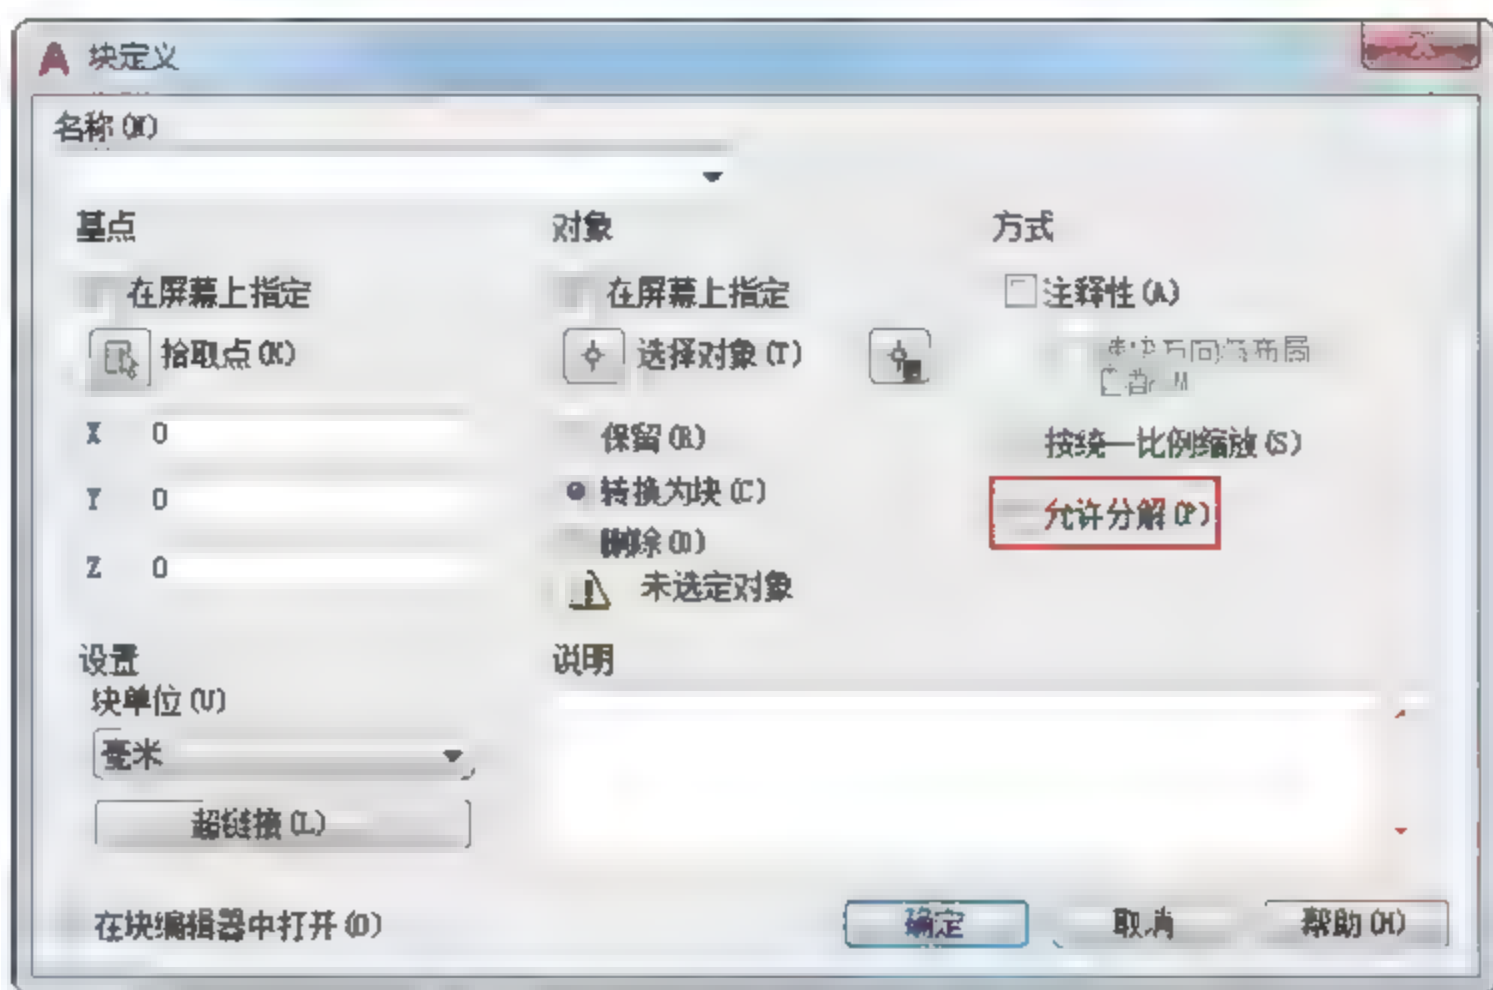 块定义
名称(N)
基点
在屏幕上指定
拾取点(K)
X 0
Y 0
Z 0
对象
在屏幕上指定
选择对象(T)
保留(R)
转换为块(C)
删除(D)
未选定对象
方式
注释性(A)
按统一比例缩放(S)
允许分解(P)
设置
块单位(U)
毫米
超链接(L)
说明
在块编辑器中打开(O)
确定 取消 帮助(H)